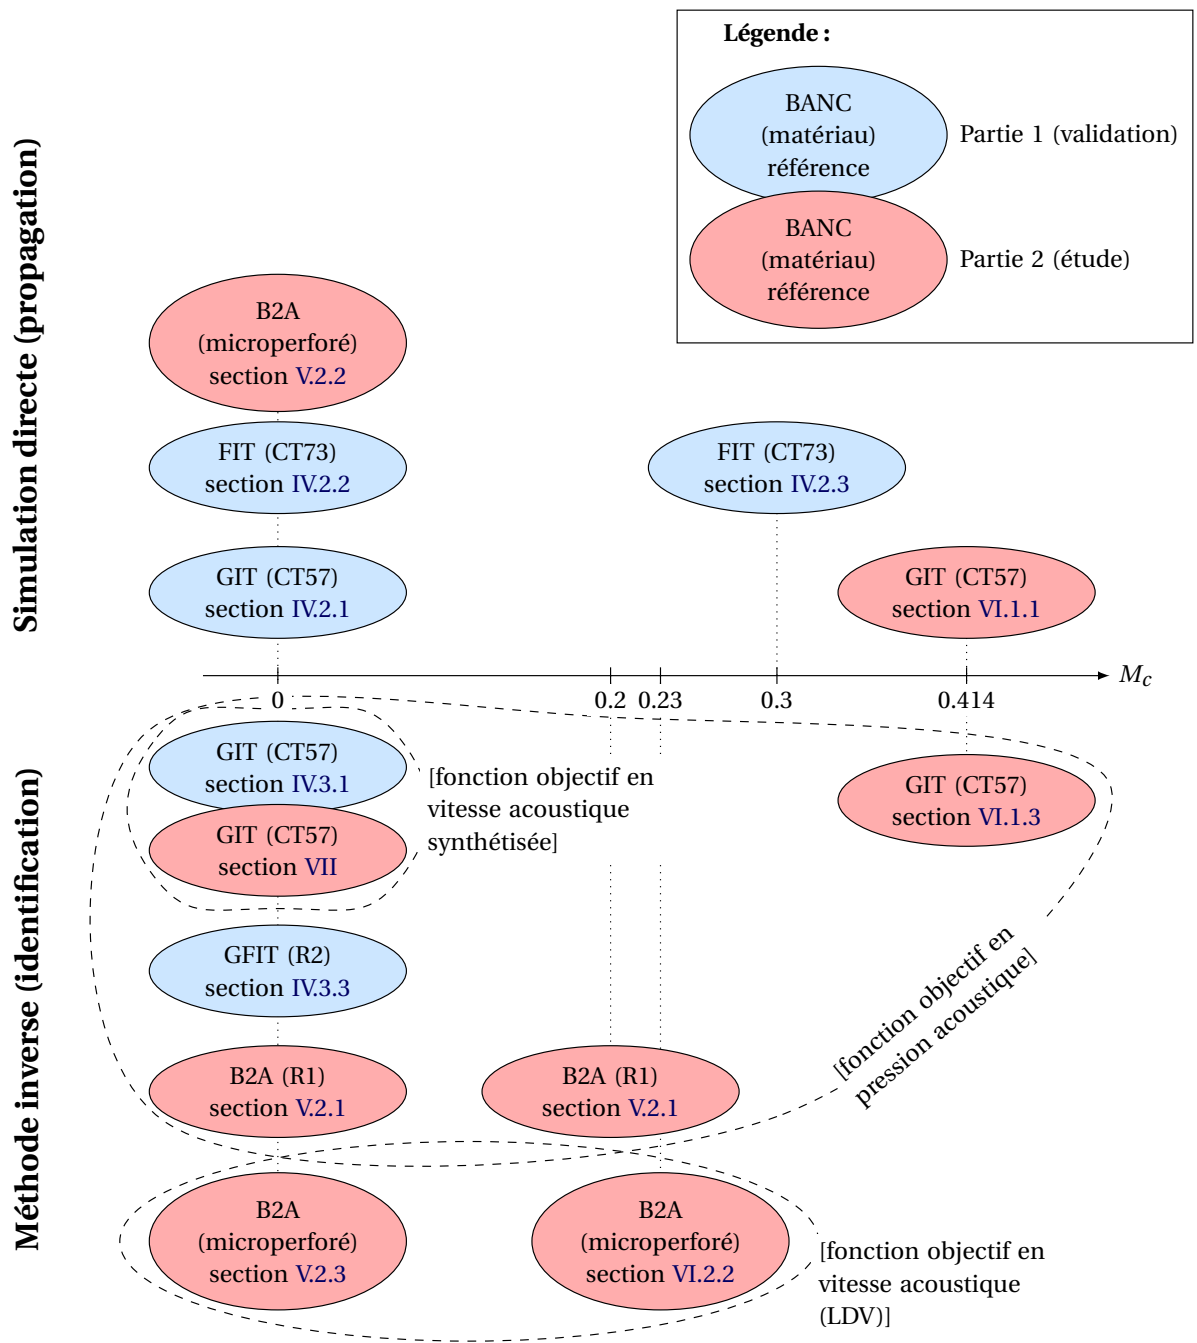 Légende :
BANC
(matériau)
référence
Partie 1 (validation)
BANC
(matériau)
référence
Partie 2 (étude)
Simulation directe (propagation)
B2A
(microperforé)
section V.2.2
FIT (CT73)
section IV.2.2
FIT (CT73)
section IV.2.3
GIT (CT57)
section IV.2.1
GIT (CT57)
section VI.1.1
M_c
0
0.2
0.23
0.3
0.414
Méthode inverse (identification)
GIT (CT57)
section IV.3.1
GIT (CT57)
section VII
[fonction objectif en
vitesse acoustique
synthétisée]
GIT (CT57)
section VI.1.3
GFIT (R2)
section IV.3.3
[fonction objectif en
pression acoustique]
B2A (R1)
section V.2.1
B2A (R1)
section V.2.1
B2A
(microperforé)
section V.2.3
B2A
(microperforé)
section VI.2.2
[fonction objectif en
vitesse acoustique
(LDV)]